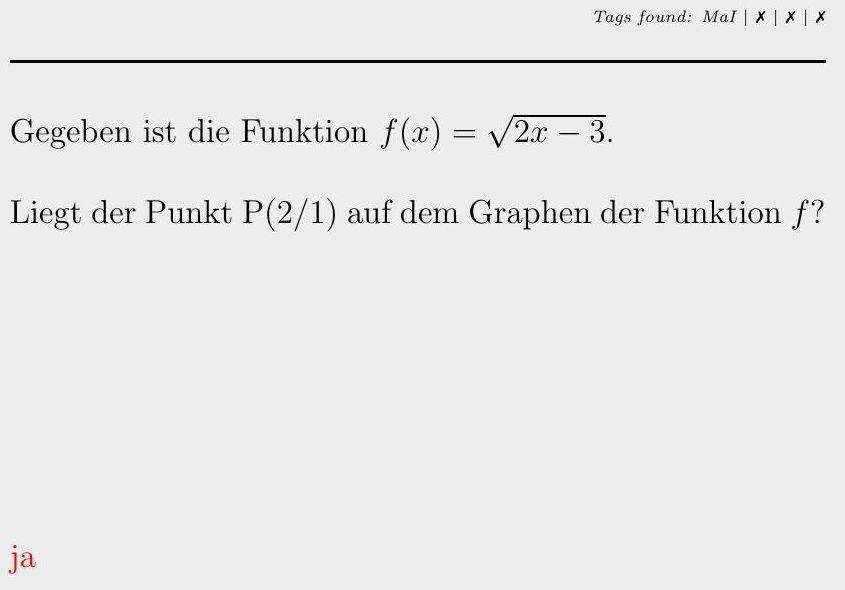 Tags found: MaI | ✗ | ✗ | ✗
Gegeben ist die Funktion f(x) = √(2x − 3).
Liegt der Punkt P(2/1) auf dem Graphen der Funktion f?
ja